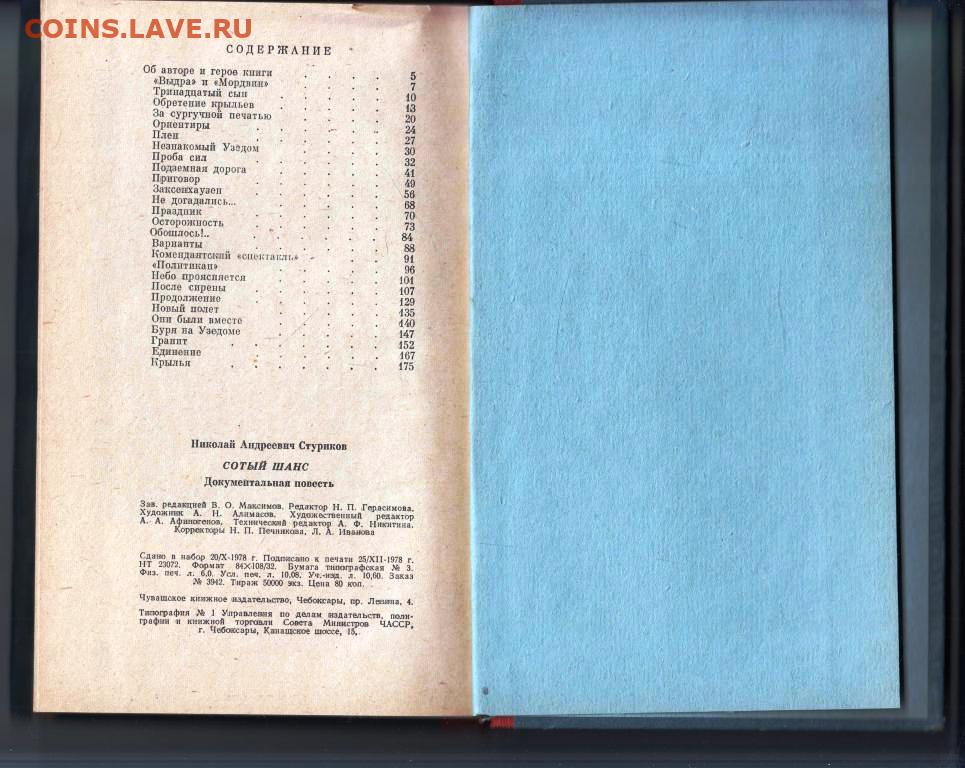 COINS.LAVE.RU
СОДЕРЖАНИЕ
Об авторе и герое книги . . . . 5
«Выдра» и «Мордвин» . . . . 7
Тринадцатый сын . . . . 10
Обретение крыльев . . . . 13
За сургучной печатью . . . . 20
Ориентиры . . . . 24
Плен . . . . 27
Незнакомый Узедом . . . . 30
Проба сил . . . . 32
Подземная дорога . . . . 41
Приговор . . . . 49
Заксенхаузен . . . . 56
Не догадались... . . . . 68
Праздник . . . . 70
Осторожность . . . . 73
Обошлось!.. . . . . 84
Варианты . . . . 88
Комендантский «спектакль» . . . 91
«Политикан» . . . . 96
Небо проясняется . . . . 101
После сирены . . . . 107
Продолжение . . . . 129
Новый полет . . . . 135
Они были вместе . . . . 140
Буря на Узедоме . . . . 147
Гранит . . . . 152
Единение . . . . 167
Крылья . . . . 175
Николай Андреевич Стуриков
СОТЫЙ ШАНС
Документальная повесть
Зав. редакцией В. О. Максимов. Редактор Н. П. Герасимова.
Художник А. Н. Алимасов. Художественный редактор
А. А. Афиногенов. Технический редактор А. Ф. Никитина.
Корректоры Н. П. Печникова, Л. А. Иванова
Сдано в набор 20/X-1978 г. Подписано к печати 25/XII-1978 г.
НТ 23072. Формат 84×108/32. Бумага типографская № 3.
Физ. печ. л. 6,0. Усл. печ. л. 10,08. Уч.-изд. л. 10,60. Заказ
№ 3942. Тираж 50000 экз. Цена 80 коп.
Чувашское книжное издательство, Чебоксары, пр. Ленина, 4.
Типография № 1 Управления по делам издательств, поли-
графии и книжной торговли Совета Министров ЧАССР,
г. Чебоксары, Канашское шоссе, 15.